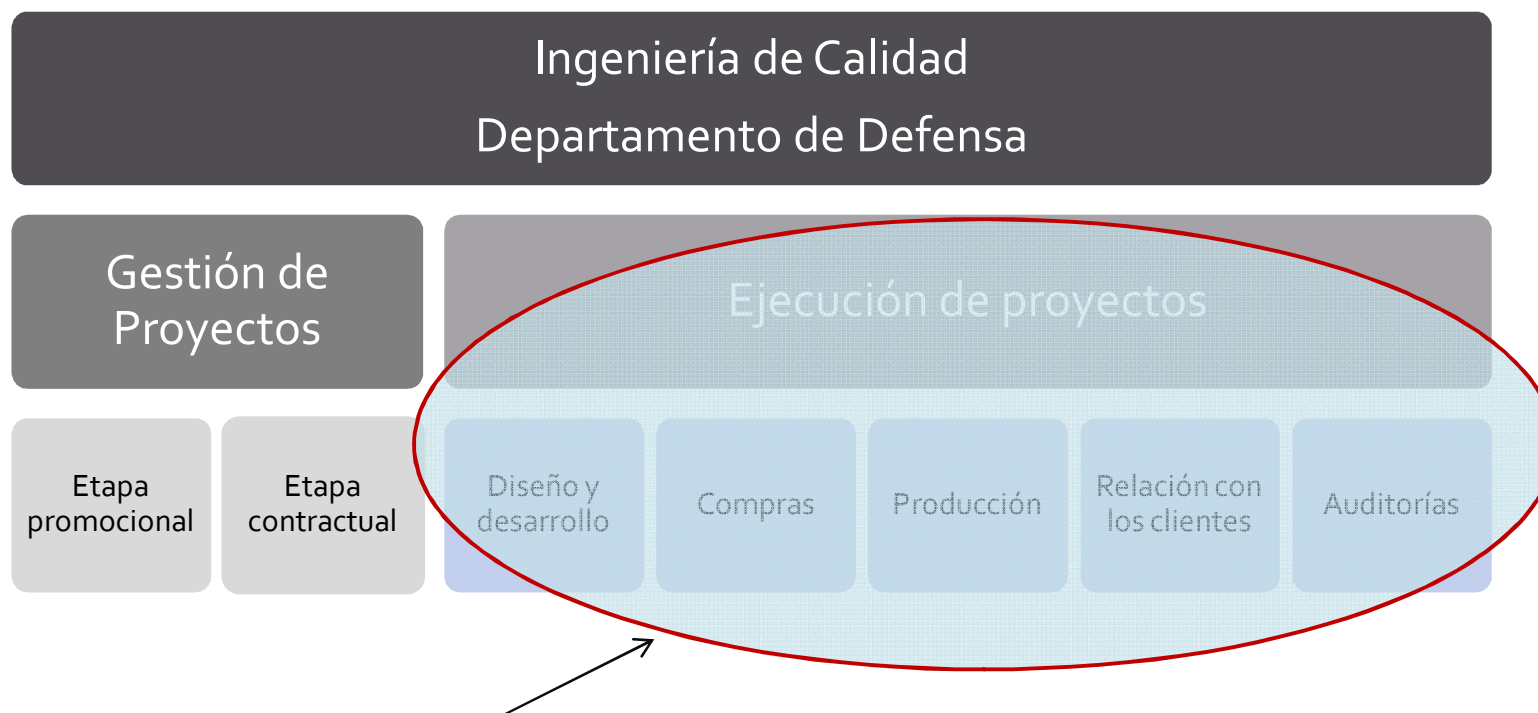 Ingeniería de Calidad
Departamento de Defensa
Gestión de
Proyectos
Ejecución de proyectos
Etapa
promocional
Etapa
contractual
Diseño y
desarrollo
Compras
Producción
Relación con
los clientes
Auditorías